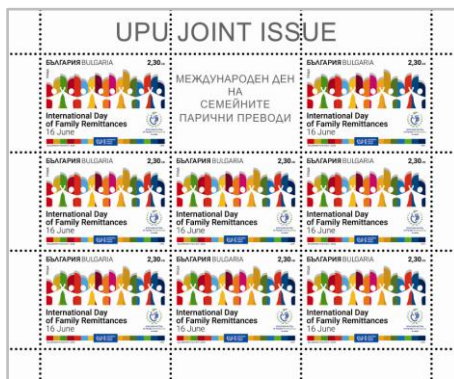 UPU JOINT ISSUE
БЪЛГАРИЯ BULGARIA 2,30
International Day
of Family Remittances
16 June
МЕЖДУНАРОДЕН ДЕН
НА
СЕМЕЙНИТЕ
ПАРИЧНИ ПРЕВОДИ
БЪЛГАРИЯ BULGARIA 2,30
International Day
of Family Remittances
16 June
БЪЛГАРИЯ BULGARIA 2,30
International Day
of Family Remittances
16 June
БЪЛГАРИЯ BULGARIA 2,30
International Day
of Family Remittances
16 June
БЪЛГАРИЯ BULGARIA 2,30
International Day
of Family Remittances
16 June
БЪЛГАРИЯ BULGARIA 2,30
International Day
of Family Remittances
16 June
БЪЛГАРИЯ BULGARIA 2,30
International Day
of Family Remittances
16 June
БЪЛГАРИЯ BULGARIA 2,30
International Day
of Family Remittances
16 June